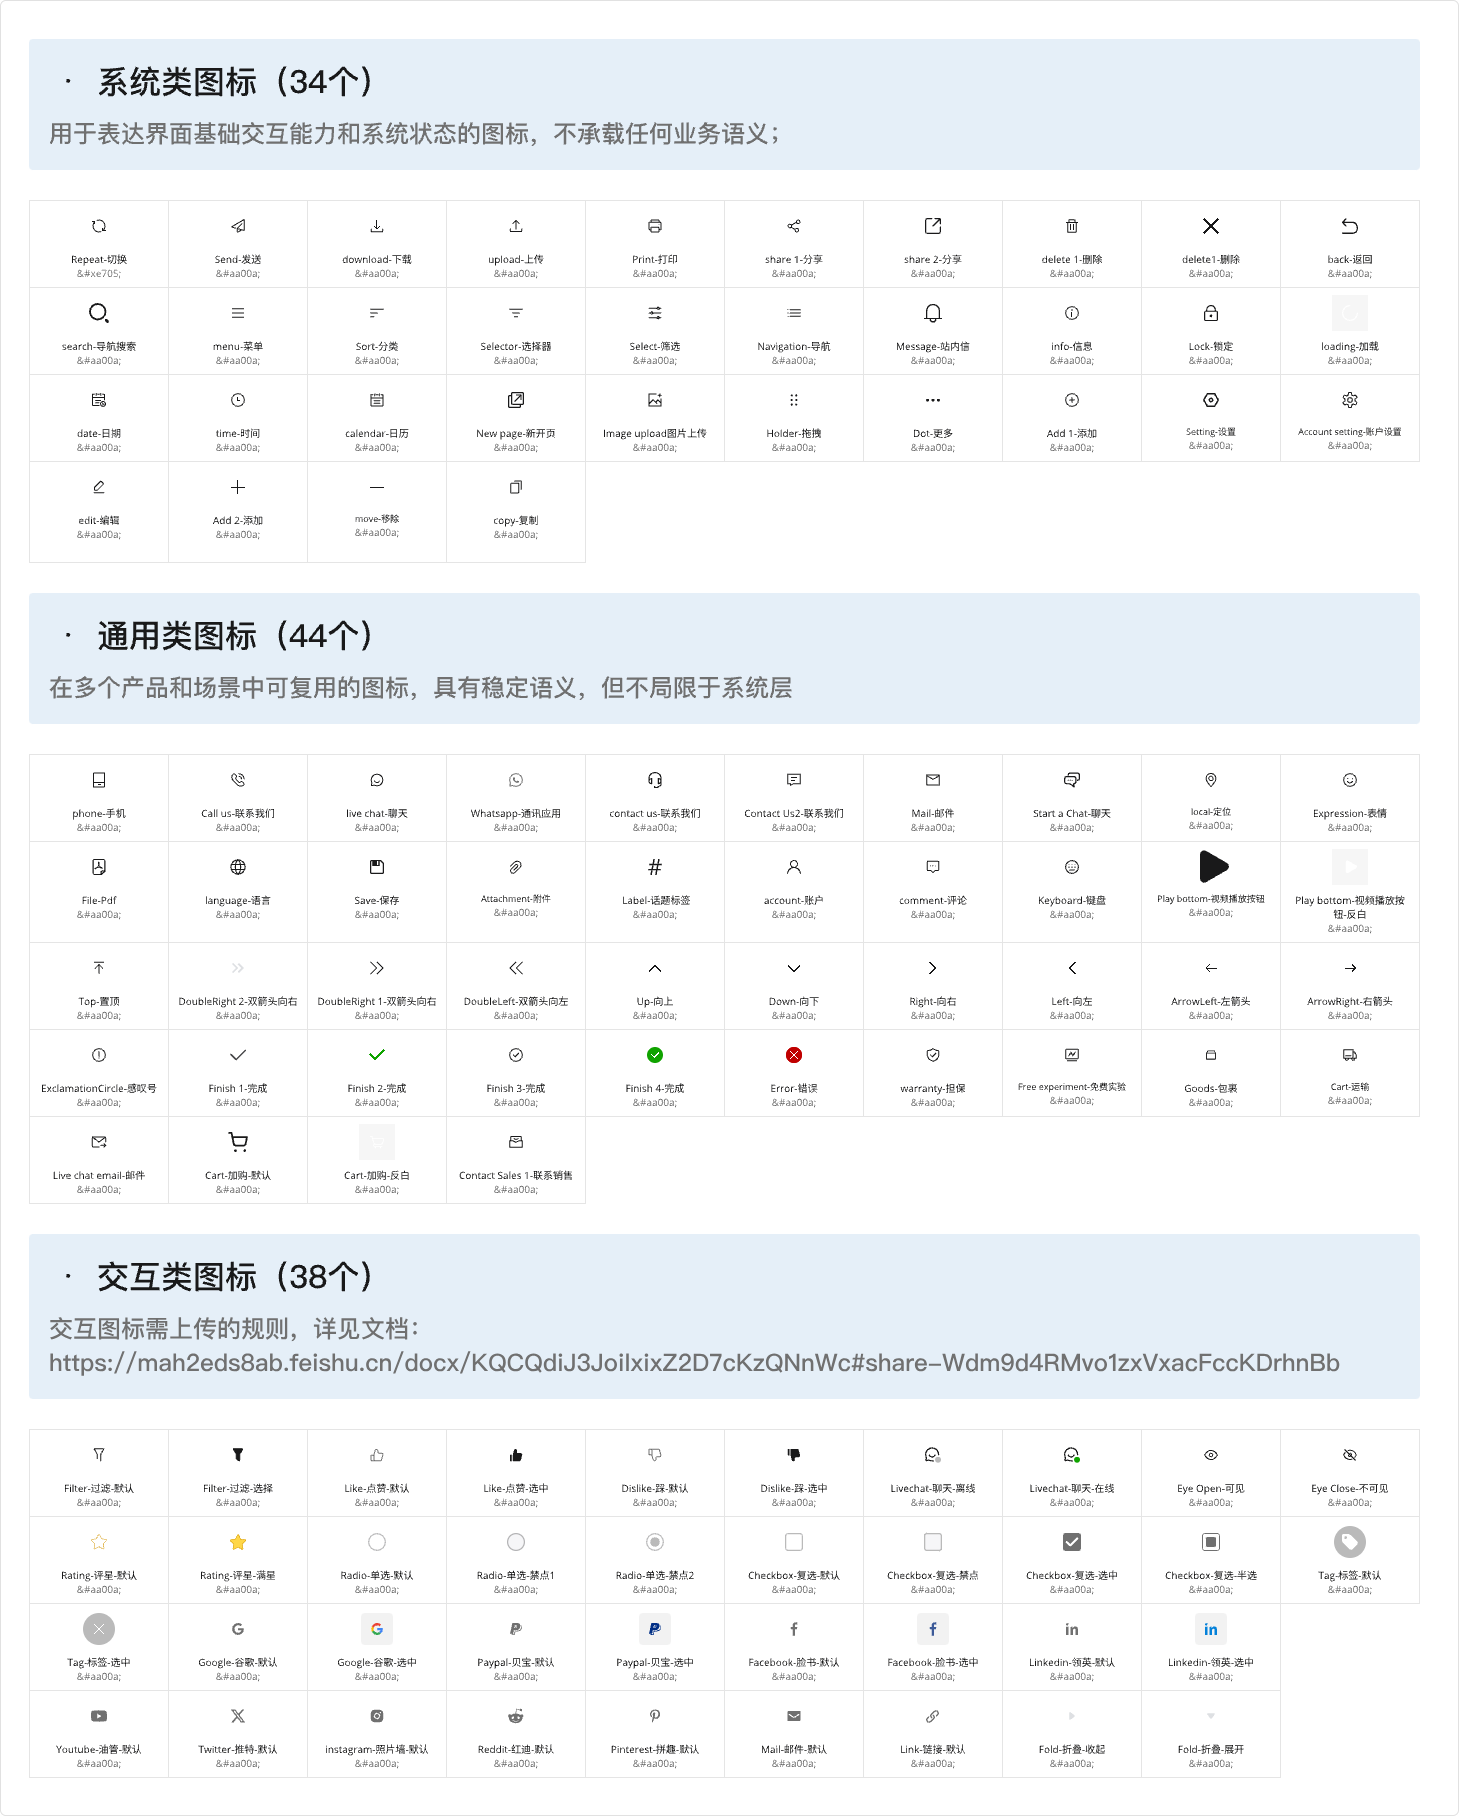 · 系统类图标（34个）
用于表达界面基础交互能力和系统状态的图标，不承载任何业务语义；
Repeat-切换 Send-发送 download-下载 upload-上传 Print-打印 share 1-分享 share 2-分享 delete 1-删除 delete1-删除 back-返回
&#xe705; &#aa00a; &#aa00a; &#aa00a; &#aa00a; &#aa00a; &#aa00a; &#aa00a; &#aa00a; &#aa00a;
search-导航搜索 menu-菜单 Sort-分类 Selector-选择器 Select-筛选 Navigation-导航 Message-站内信 info-信息 Lock-锁定 loading-加载
&#aa00a; &#aa00a; &#aa00a; &#aa00a; &#aa00a; &#aa00a; &#aa00a; &#aa00a; &#aa00a; &#aa00a;
date-日期 time-时间 calendar-日历 New page-新开页 Image upload图片上传 Holder-拖拽 Dot-更多 Add 1-添加 Setting-设置 Account setting-账户设置
&#aa00a; &#aa00a; &#aa00a; &#aa00a; &#aa00a; &#aa00a; &#aa00a; &#aa00a; &#aa00a; &#aa00a;
edit-编辑 Add 2-添加 move-移除 copy-复制
&#aa00a; &#aa00a; &#aa00a; &#aa00a;
· 通用类图标（44个）
在多个产品和场景中可复用的图标，具有稳定语义，但不局限于系统层
phone-手机 Call us-联系我们 live chat-聊天 Whatsapp-通讯应用 contact us-联系我们 Contact Us2-联系我们 Mail-邮件 Start a Chat-聊天 local-定位 Expression-表情
&#aa00a; &#aa00a; &#aa00a; &#aa00a; &#aa00a; &#aa00a; &#aa00a; &#aa00a; &#aa00a; &#aa00a;
File-Pdf language-语言 Save-保存 Attachment-附件 Label-话题标签 account-账户 comment-评论 Keyboard-键盘 Play bottom-视频播放按钮 Play bottom-视频播放按
钮-反白
&#aa00a; &#aa00a; &#aa00a; &#aa00a; &#aa00a; &#aa00a; &#aa00a; &#aa00a; &#aa00a; &#aa00a;
Top-置顶 DoubleRight 2-双箭头向右 DoubleRight 1-双箭头向右 DoubleLeft-双箭头向左 Up-向上 Down-向下 Right-向右 Left-向左 ArrowLeft-左箭头 ArrowRight-右箭头
&#aa00a; &#aa00a; &#aa00a; &#aa00a; &#aa00a; &#aa00a; &#aa00a; &#aa00a; &#aa00a; &#aa00a;
ExclamationCircle-感叹号 Finish 1-完成 Finish 2-完成 Finish 3-完成 Finish 4-完成 Error-错误 warranty-担保 Free experiment-免费实验 Goods-包裹 Cart-运输
&#aa00a; &#aa00a; &#aa00a; &#aa00a; &#aa00a; &#aa00a; &#aa00a; &#aa00a; &#aa00a; &#aa00a;
Live chat email-邮件 Cart-加购-默认 Cart-加购-反白 Contact Sales 1-联系销售
&#aa00a; &#aa00a; &#aa00a; &#aa00a;
· 交互类图标（38个）
交互图标需上传的规则，详见文档：
https://mah2eds8ab.feishu.cn/docx/KQCQdiJ3JoilxixZ2D7cKzQNnWc#share-Wdm9d4RMvo1zxVxacFccKDrhnBb
Filter-过滤-默认 Filter-过滤-选择 Like-点赞-默认 Like-点赞-选中 Dislike-踩-默认 Dislike-踩-选中 Livechat-聊天-离线 Livechat-聊天-在线 Eye Open-可见 Eye Close-不可见
&#aa00a; &#aa00a; &#aa00a; &#aa00a; &#aa00a; &#aa00a; &#aa00a; &#aa00a; &#aa00a; &#aa00a;
Rating-评星-默认 Rating-评星-满星 Radio-单选-默认 Radio-单选-禁点1 Radio-单选-禁点2 Checkbox-复选-默认 Checkbox-复选-禁点 Checkbox-复选-选中 Checkbox-复选-半选 Tag-标签-默认
&#aa00a; &#aa00a; &#aa00a; &#aa00a; &#aa00a; &#aa00a; &#aa00a; &#aa00a; &#aa00a; &#aa00a;
Tag-标签-选中 Google-谷歌-默认 Google-谷歌-选中 Paypal-贝宝-默认 Paypal-贝宝-选中 Facebook-脸书-默认 Facebook-脸书-选中 Linkedin-领英-默认 Linkedin-领英-选中
&#aa00a; &#aa00a; &#aa00a; &#aa00a; &#aa00a; &#aa00a; &#aa00a; &#aa00a; &#aa00a;
Youtube-油管-默认 Twitter-推特-默认 instagram-照片墙-默认 Reddit-红迪-默认 Pinterest-拼趣-默认 Mail-邮件-默认 Link-链接-默认 Fold-折叠-收起 Fold-折叠-展开
&#aa00a; &#aa00a; &#aa00a; &#aa00a; &#aa00a; &#aa00a; &#aa00a; &#aa00a; &#aa00a;